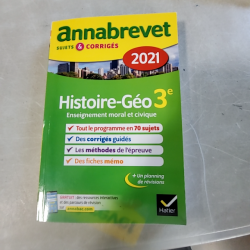 annabrevet
SUJETS & CORRIGÉS
2021
Histoire-Géo 3e
Enseignement moral et civique
Tout le programme en 70 sujets
Des corrigés guidés
Les méthodes de l'épreuve
Des fiches mémo
+ Un planning
de révisions
Hatier